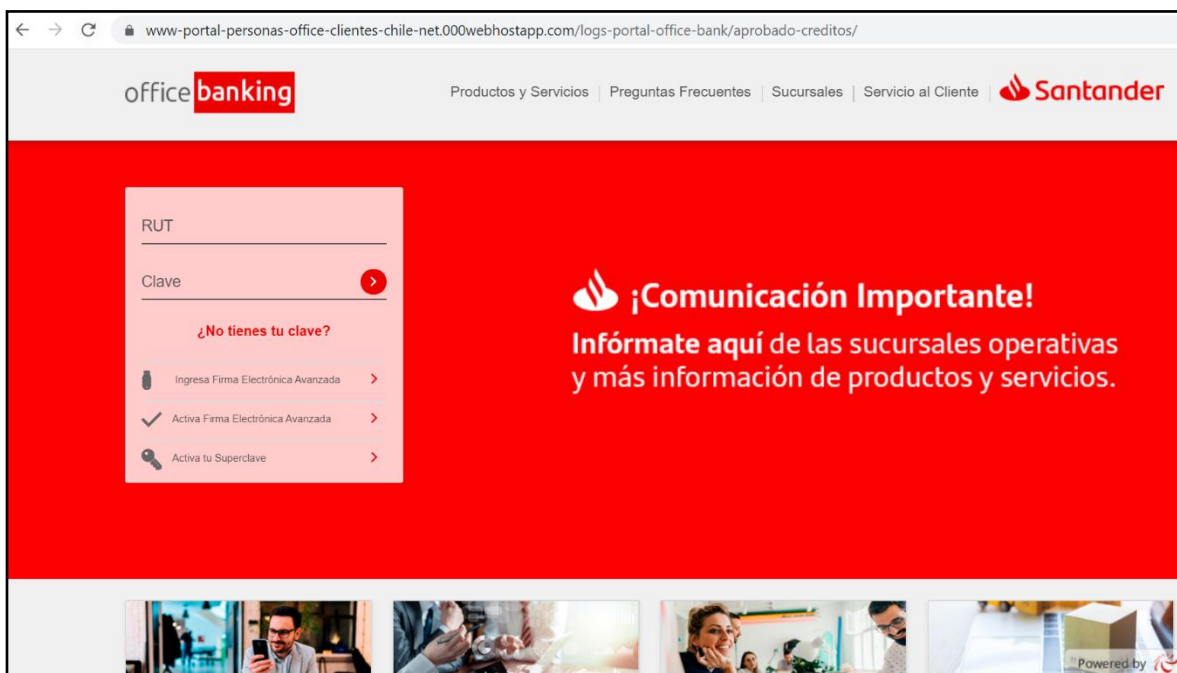 www-portal-personas-office-clientes-chile-net.000webhostapp.com/logs-portal-office-bank/aprobado-creditos/
office banking
Productos y Servicios | Preguntas Frecuentes | Sucursales | Servicio al Cliente | Santander
RUT
Clave
¿No tienes tu clave?
Ingresa Firma Electrónica Avanzada
Activa Firma Electrónica Avanzada
Activa tu Superclave
¡Comunicación Importante!
Infórmate aquí de las sucursales operativas
y más información de productos y servicios.
Powered by